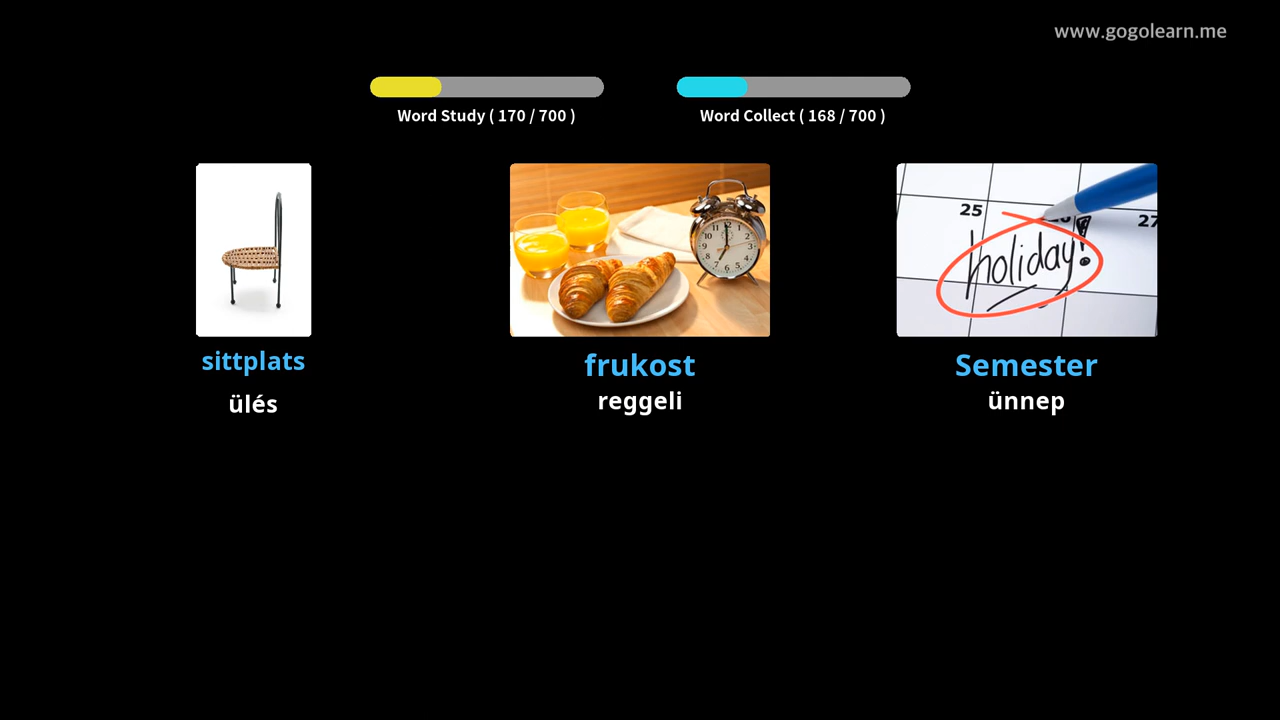 www.gogolearn.me
Word Study ( 170 / 700 )
Word Collect ( 168 / 700 )
25
27
holiday!
sittplats
frukost
Semester
ülés
reggeli
ünnep